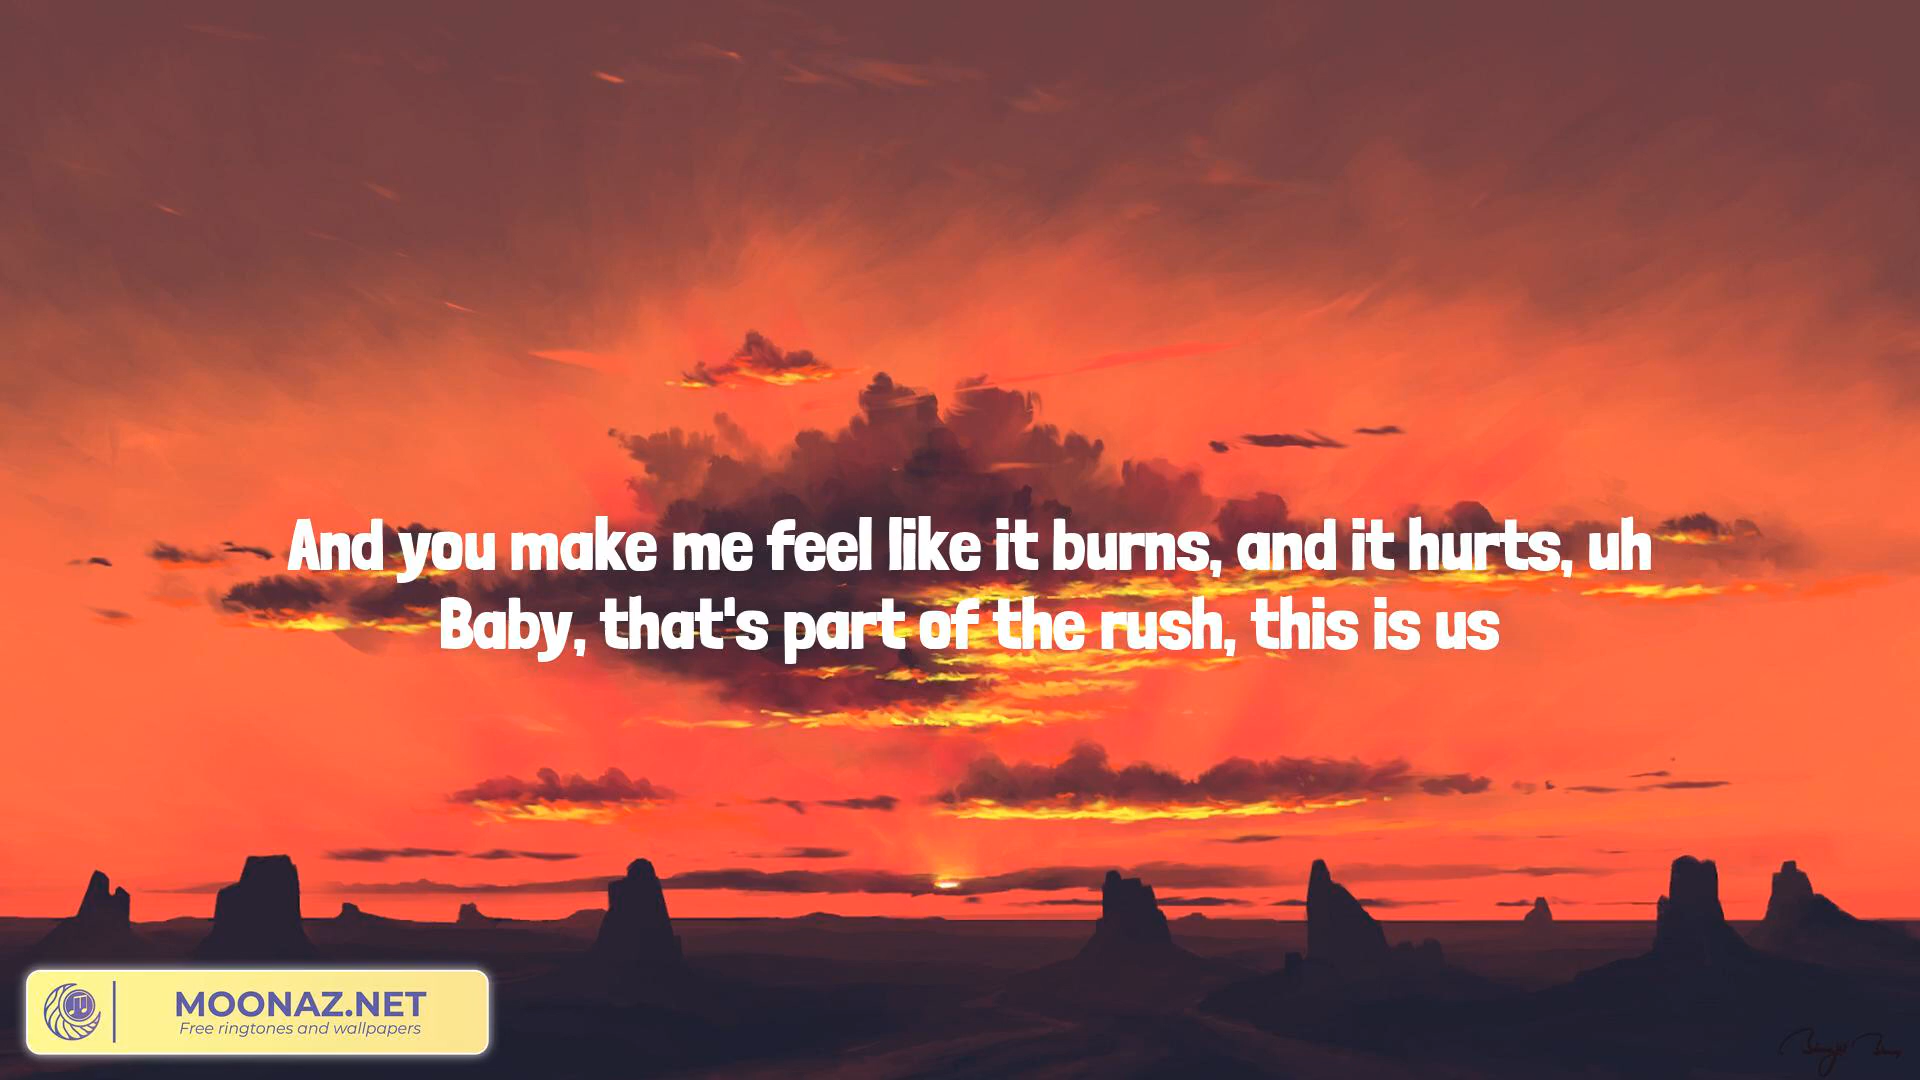 And you make me feel like it burns, and it hurts, uh
Baby, that's part of the rush, this is us
MOONAZ.NET
Free ringtones and wallpapers